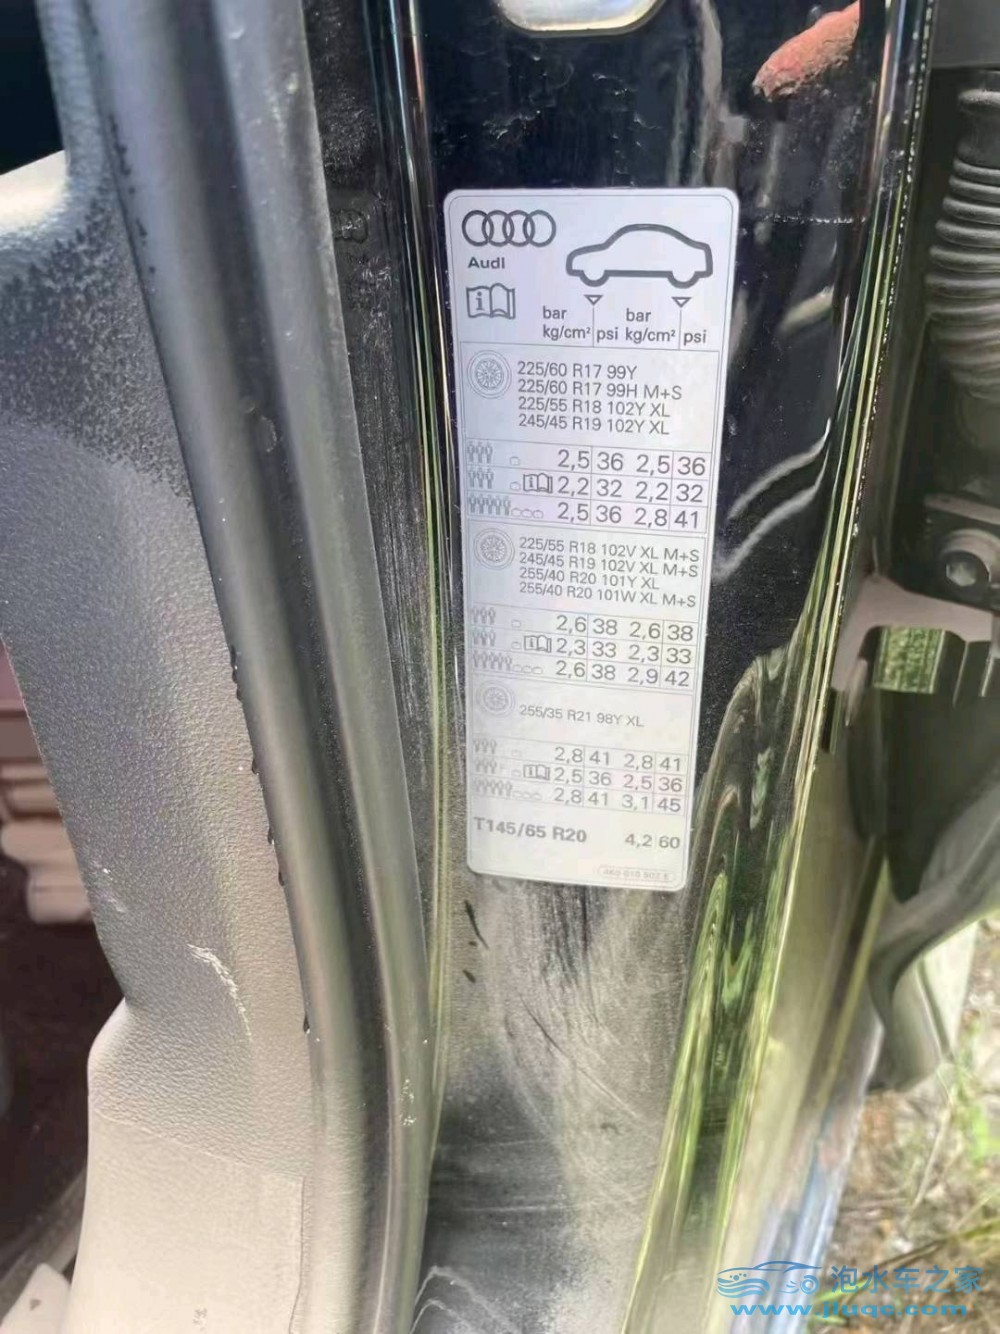 Audi
bar
kg/cm² psi
bar
kg/cm² psi
225/60 R17 99Y
225/60 R17 99H M+S
225/55 R18 102Y XL
245/45 R19 102Y XL
2,5 36 2,5 36
i 2,2 32 2,2 32
2,5 36 2,8 41
225/55 R18 102V XL M+S
245/45 R19 102V XL M+S
255/40 R20 101Y XL
255/40 R20 101W XL M+S
2,6 38 2,6 38
i 2,3 33 2,3 33
2,6 38 2,9 42
255/35 R21 98Y XL
2,8 41 2,8 41
i 2,5 36 2,5 36
2,8 41 3,1 45
T145/65 R20 4,2 60
泡水车之家
www.jluqc.com